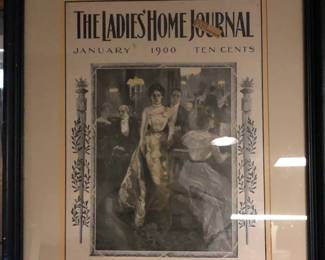 THE LADIES' HOME JOURNAL
JANUARY 1900 TEN CENTS